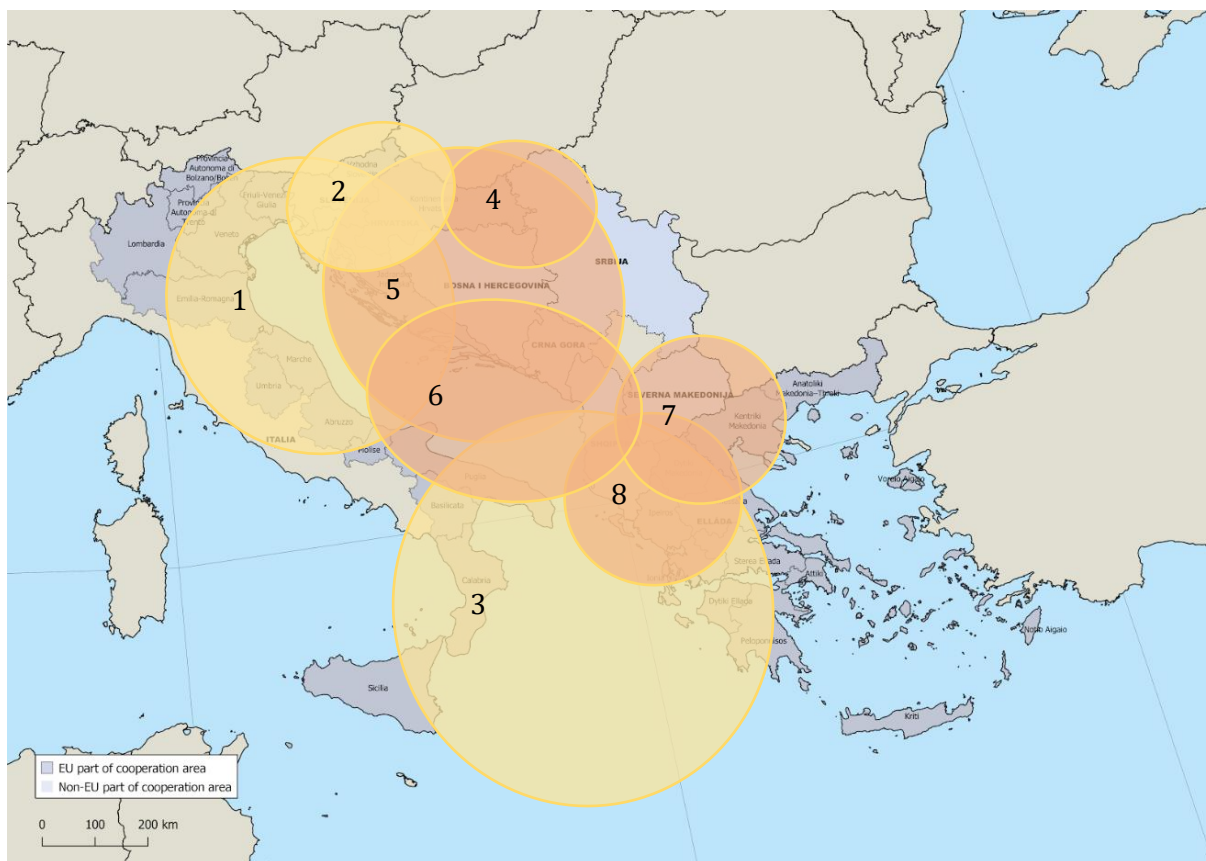 Provincia
Autonoma di
Bolzano/Bozen
Provincia
Autonoma di
Trento
Friuli-Venezia
Giulia
Lombardia
Veneto
Emilia-Romagna
Marche
Umbria
Abruzzo
ITALIA
Molise
Puglia
Basilicata
Calabria
Sicilia
BOSNA I HERCEGOVINA
SRBIJA
CRNA GORA
SEVERNA MAKEDONIJA
Kentriki
Makedonia
Anatoliki
Makedonia-Thraki
Voreio Aigaio
ELLADA
Sterea Ellada
Attiki
Dytiki Ellada
Peloponnisos
Notio Aigaio
Kriti
1
2
3
4
5
6
7
8
EU part of cooperation area
Non-EU part of cooperation area
0 100 200 km